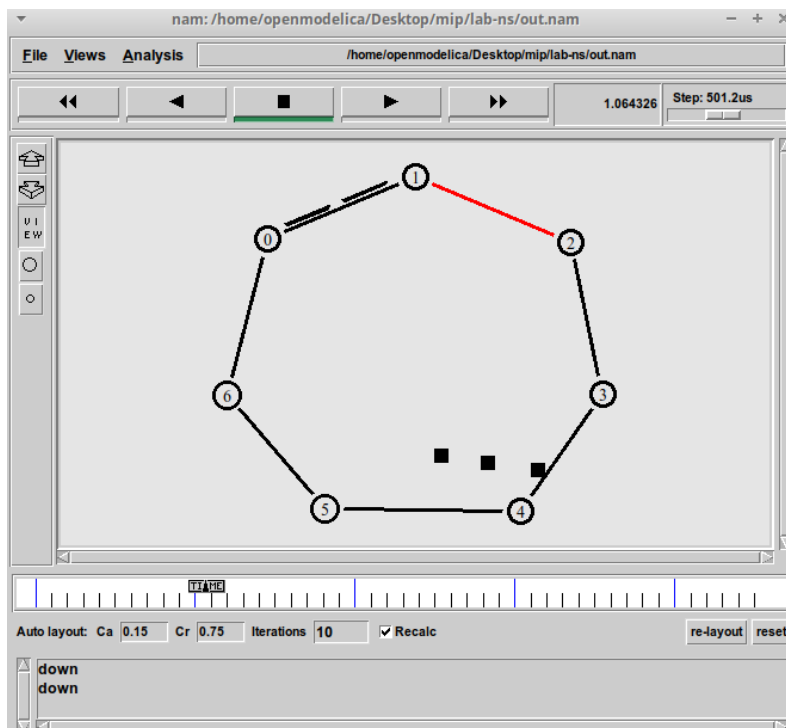 nam: /home/openmodelica/Desktop/mip/lab-ns/out.nam
File Views Analysis /home/openmodelica/Desktop/mip/lab-ns/out.nam
1.064326 Step: 501.2us
V I
E W
1
0
2
6
3
5
4
TIME
Auto layout: Ca 0.15 Cr 0.75 Iterations 10 Recalc re-layout reset
down
down